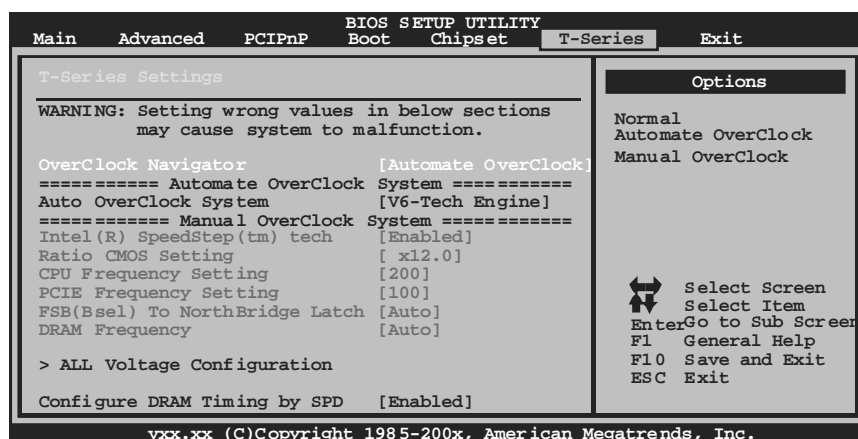 BIOS SETUP UTILITY
Main Advanced PCIPnP Boot Chipset T-Series Exit
T-Series Settings
WARNING: Setting wrong values in below sections
may cause system to malfunction.
OverClock Navigator [Automate OverClock]
=========== Automate OverClock System ===========
Auto OverClock System [V6-Tech Engine]
============ Manual OverClock System ============
Intel(R) SpeedStep(tm) tech [Enabled]
Ratio CMOS Setting [ x12.0]
CPU Frequency Setting [200]
PCIE Frequency Setting [100]
FSB(Bsel) To NorthBridge Latch [Auto]
DRAM Frequency [Auto]
> ALL Voltage Configuration
Configure DRAM Timing by SPD [Enabled]
Options
Normal
Automate OverClock
Manual OverClock
Select Screen
Select Item
Enter Go to Sub Screen
F1 General Help
F10 Save and Exit
ESC Exit
vxx.xx (C)Copyright 1985-200x, American Megatrends, Inc.